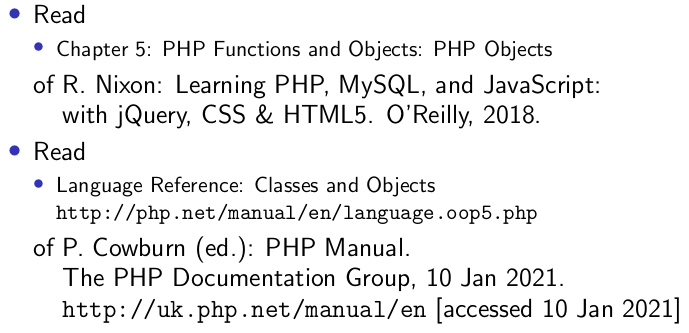 • Read
• Chapter 5: PHP Functions and Objects: PHP Objects
of R. Nixon: Learning PHP, MySQL, and JavaScript:
with jQuery, CSS & HTML5. O'Reilly, 2018.
• Read
• Language Reference: Classes and Objects
http://php.net/manual/en/language.oop5.php
of P. Cowburn (ed.): PHP Manual.
The PHP Documentation Group, 10 Jan 2021.
http://uk.php.net/manual/en [accessed 10 Jan 2021]